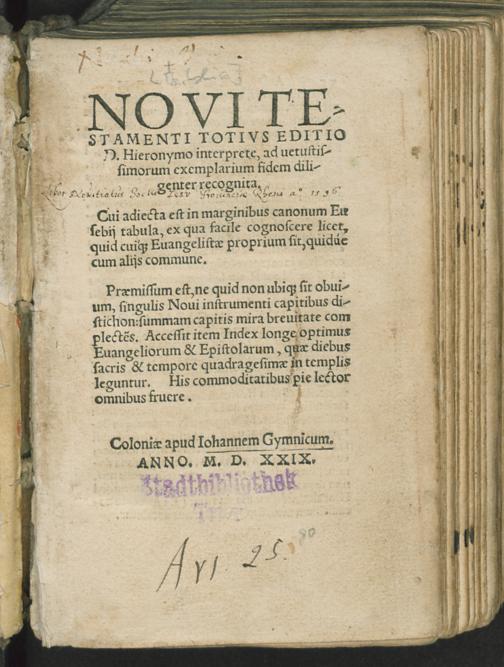 NOVI TE-
STAMENTI TOTIVS EDITIO
D. Hieronymo interprete, ad uetustis-
simorum exemplarium fidem dili-
genter recognita.
Cui adiecta est in marginibus canonum Eu
sebij tabula, ex qua facile cognoscere licet,
quid cuiq; Euangelistæ proprium sit, quidúe
cum alijs commune.
Præmissum est, ne quid non ubiq; sit obui-
um, singulis Noui instrumenti capitibus di-
stichon: summam capitis mira breuitate com
plectēs. Accessit item Index longe optimus
Euangeliorum & Epistolarum, quæ diebus
sacris & tempore quadragesimæ in templis
leguntur. His commoditatibus pie lector
omnibus fruere.
Coloniæ apud Iohannem Gymnicum.
ANNO. M. D. XXIX.
Stadtbibliothek
Trier
25.